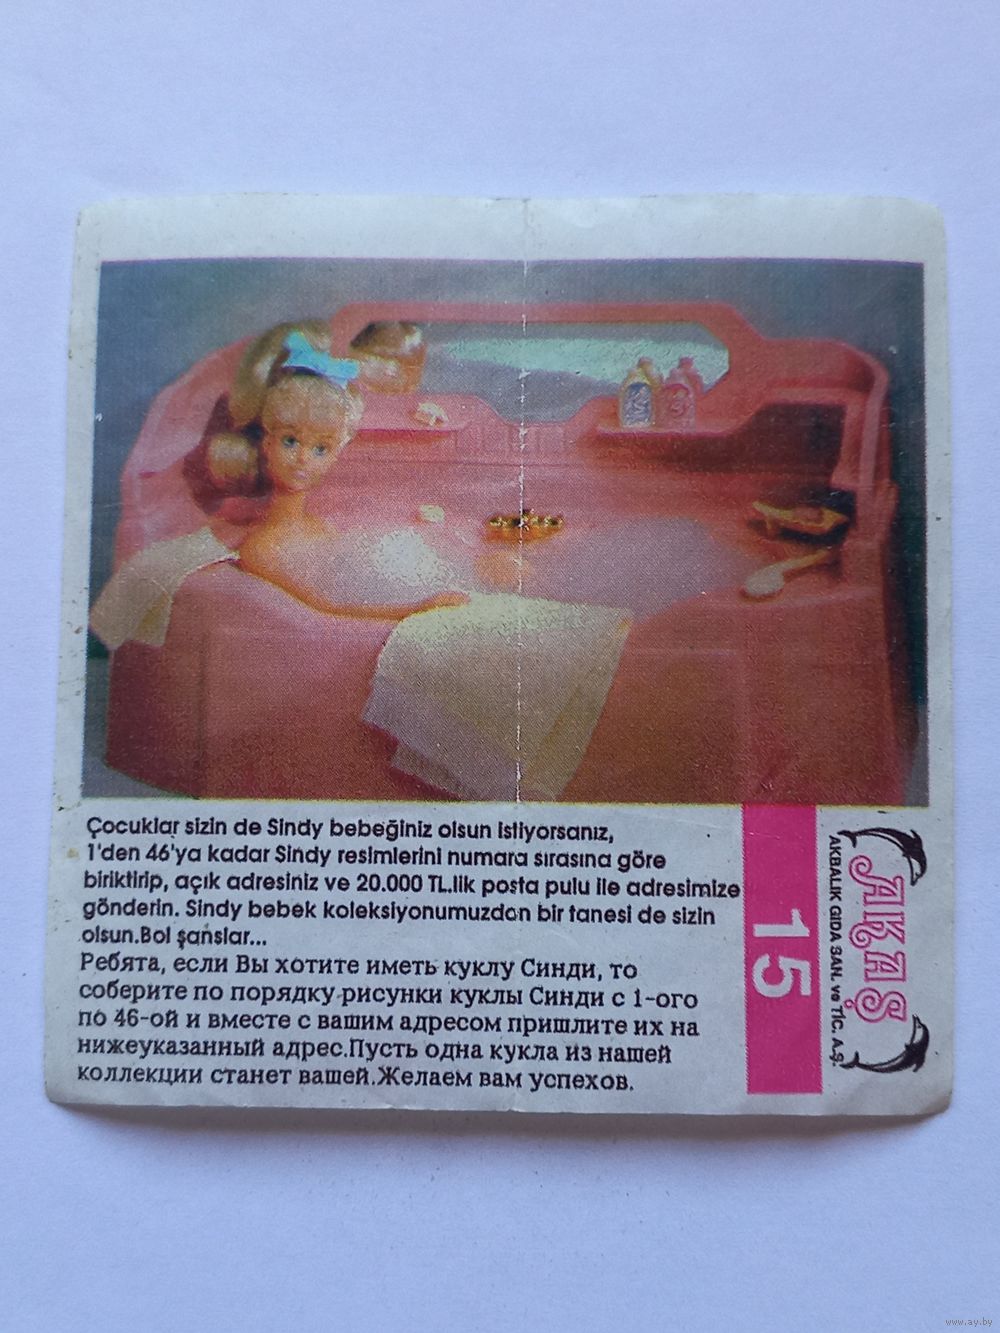 Çocuklar sizin de Sindy bebeğiniz olsun istiyorsanız,
1'den 46'ya kadar Sindy resimlerini numara sırasına göre
biriktirip, açık adresiniz ve 20.000 TL.lik posta pulu ile adresimize
gönderin. Sindy bebek koleksiyonumuzdan bir tanesi de sizin
olsun.Bol şanslar...
Ребята, если Вы хотите иметь куклу Синди, то
соберите по порядку рисунки куклы Синди с 1-ого
по 46-ой и вместе с вашим адресом пришлите их на
нижеуказанный адрес.Пусть одна кукла из нашей
коллекции станет вашей.Желаем вам успехов.
15
AKAŞ
AKBALIK GIDA SAN. ve TİC. A.Ş.
www.ay.by